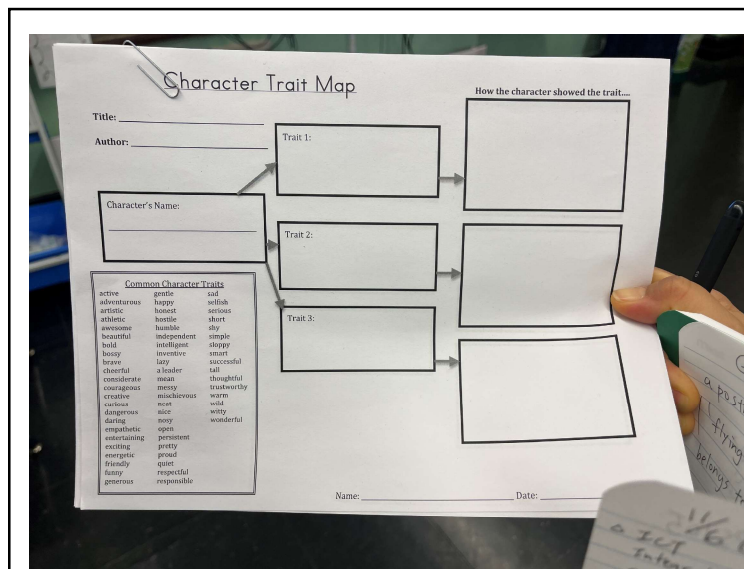 Character Trait Map
How the character showed the trait....
Title:
Author:
Trait 1:
Character's Name:
Trait 2:
Trait 3:
Common Character Traits
active gentle sad
adventurous happy selfish
artistic honest serious
athletic hostile short
awesome humble shy
beautiful independent simple
bold intelligent sloppy
bossy inventive smart
brave lazy successful
cheerful a leader tall
considerate mean thoughtful
courageous messy trustworthy
creative mischievous warm
curious neat wild
dangerous nice witty
daring nosy wonderful
empathetic open
entertaining persistent
exciting pretty
energetic proud
friendly quiet
funny respectful
generous responsible
Name: Date:
a post
flying
belongs
11/6
ICT